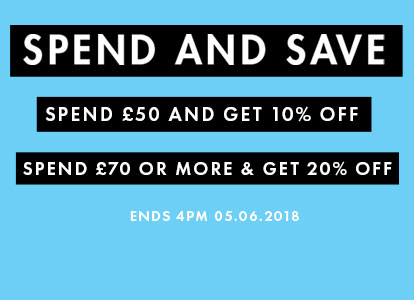 SPEND AND SAVE
SPEND £50 AND GET 10% OFF
SPEND £70 OR MORE & GET 20% OFF
ENDS 4PM 05.06.2018